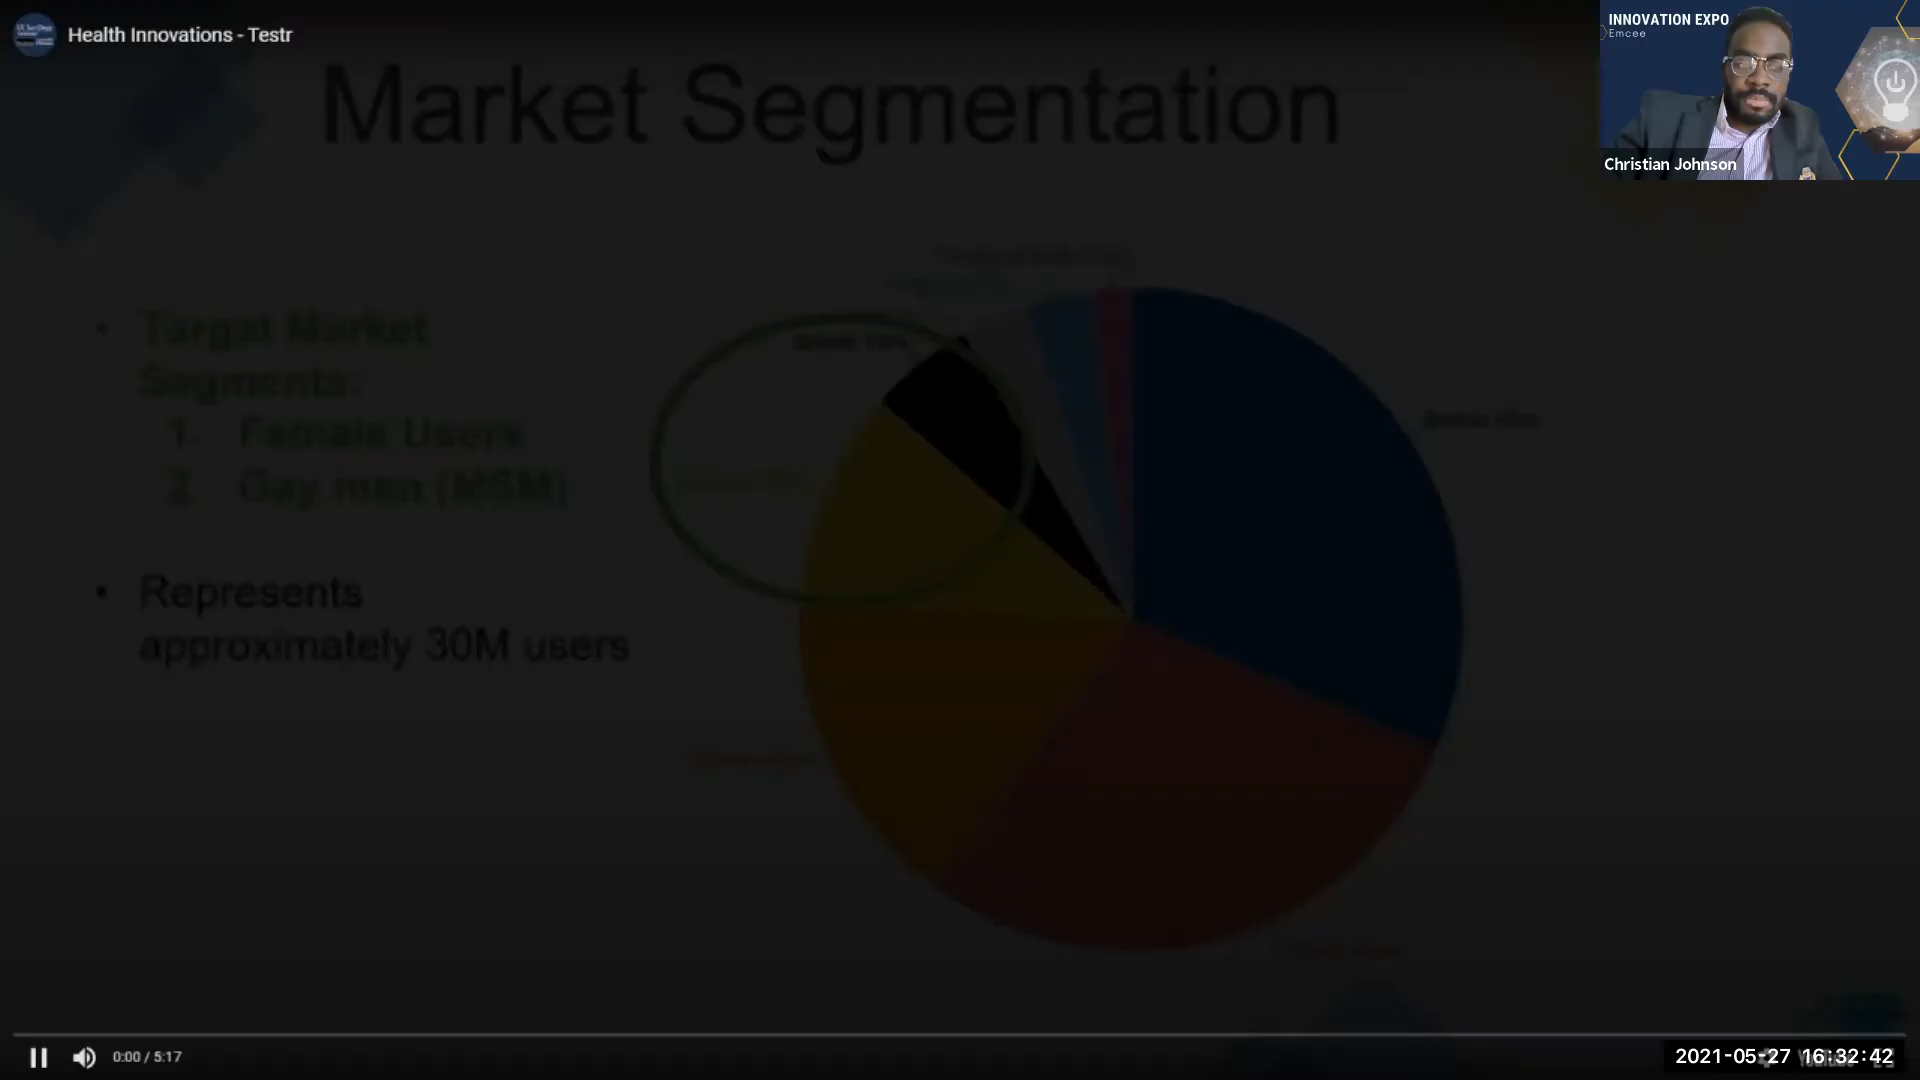 Health Innovations - Testr
INNOVATION EXPO
Emcee
Christian Johnson
Market Segmentation
• Target Market
Segments:
1. Female Users
2. Gay men (MSM)
• Represents
approximately 30M users
0:00 / 5:17
2021-05-27 16:32:42